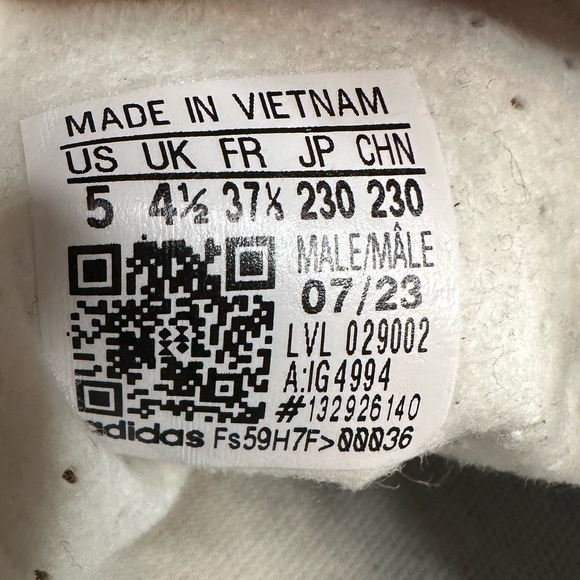 MADE IN VIETNAM
US UK FR JP CHN
5 4½ 37⅓ 230 230
MALE/MÂLE
07/23
LVL 029002
A:IG4994
#132926140
adidas Fs59H7F>00036